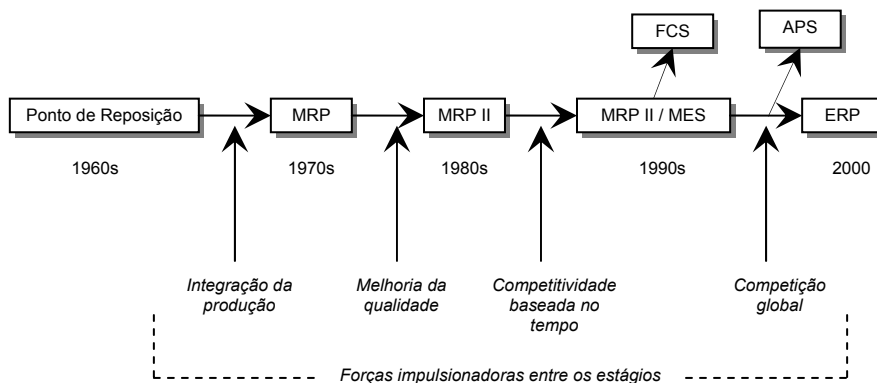 FCS
APS
Ponto de Reposição
MRP
MRP II
MRP II / MES
ERP
1960s
1970s
1980s
1990s
2000
Integração da
produção
Melhoria da
qualidade
Competitividade
baseada no
tempo
Competição
global
Forças impulsionadoras entre os estágios